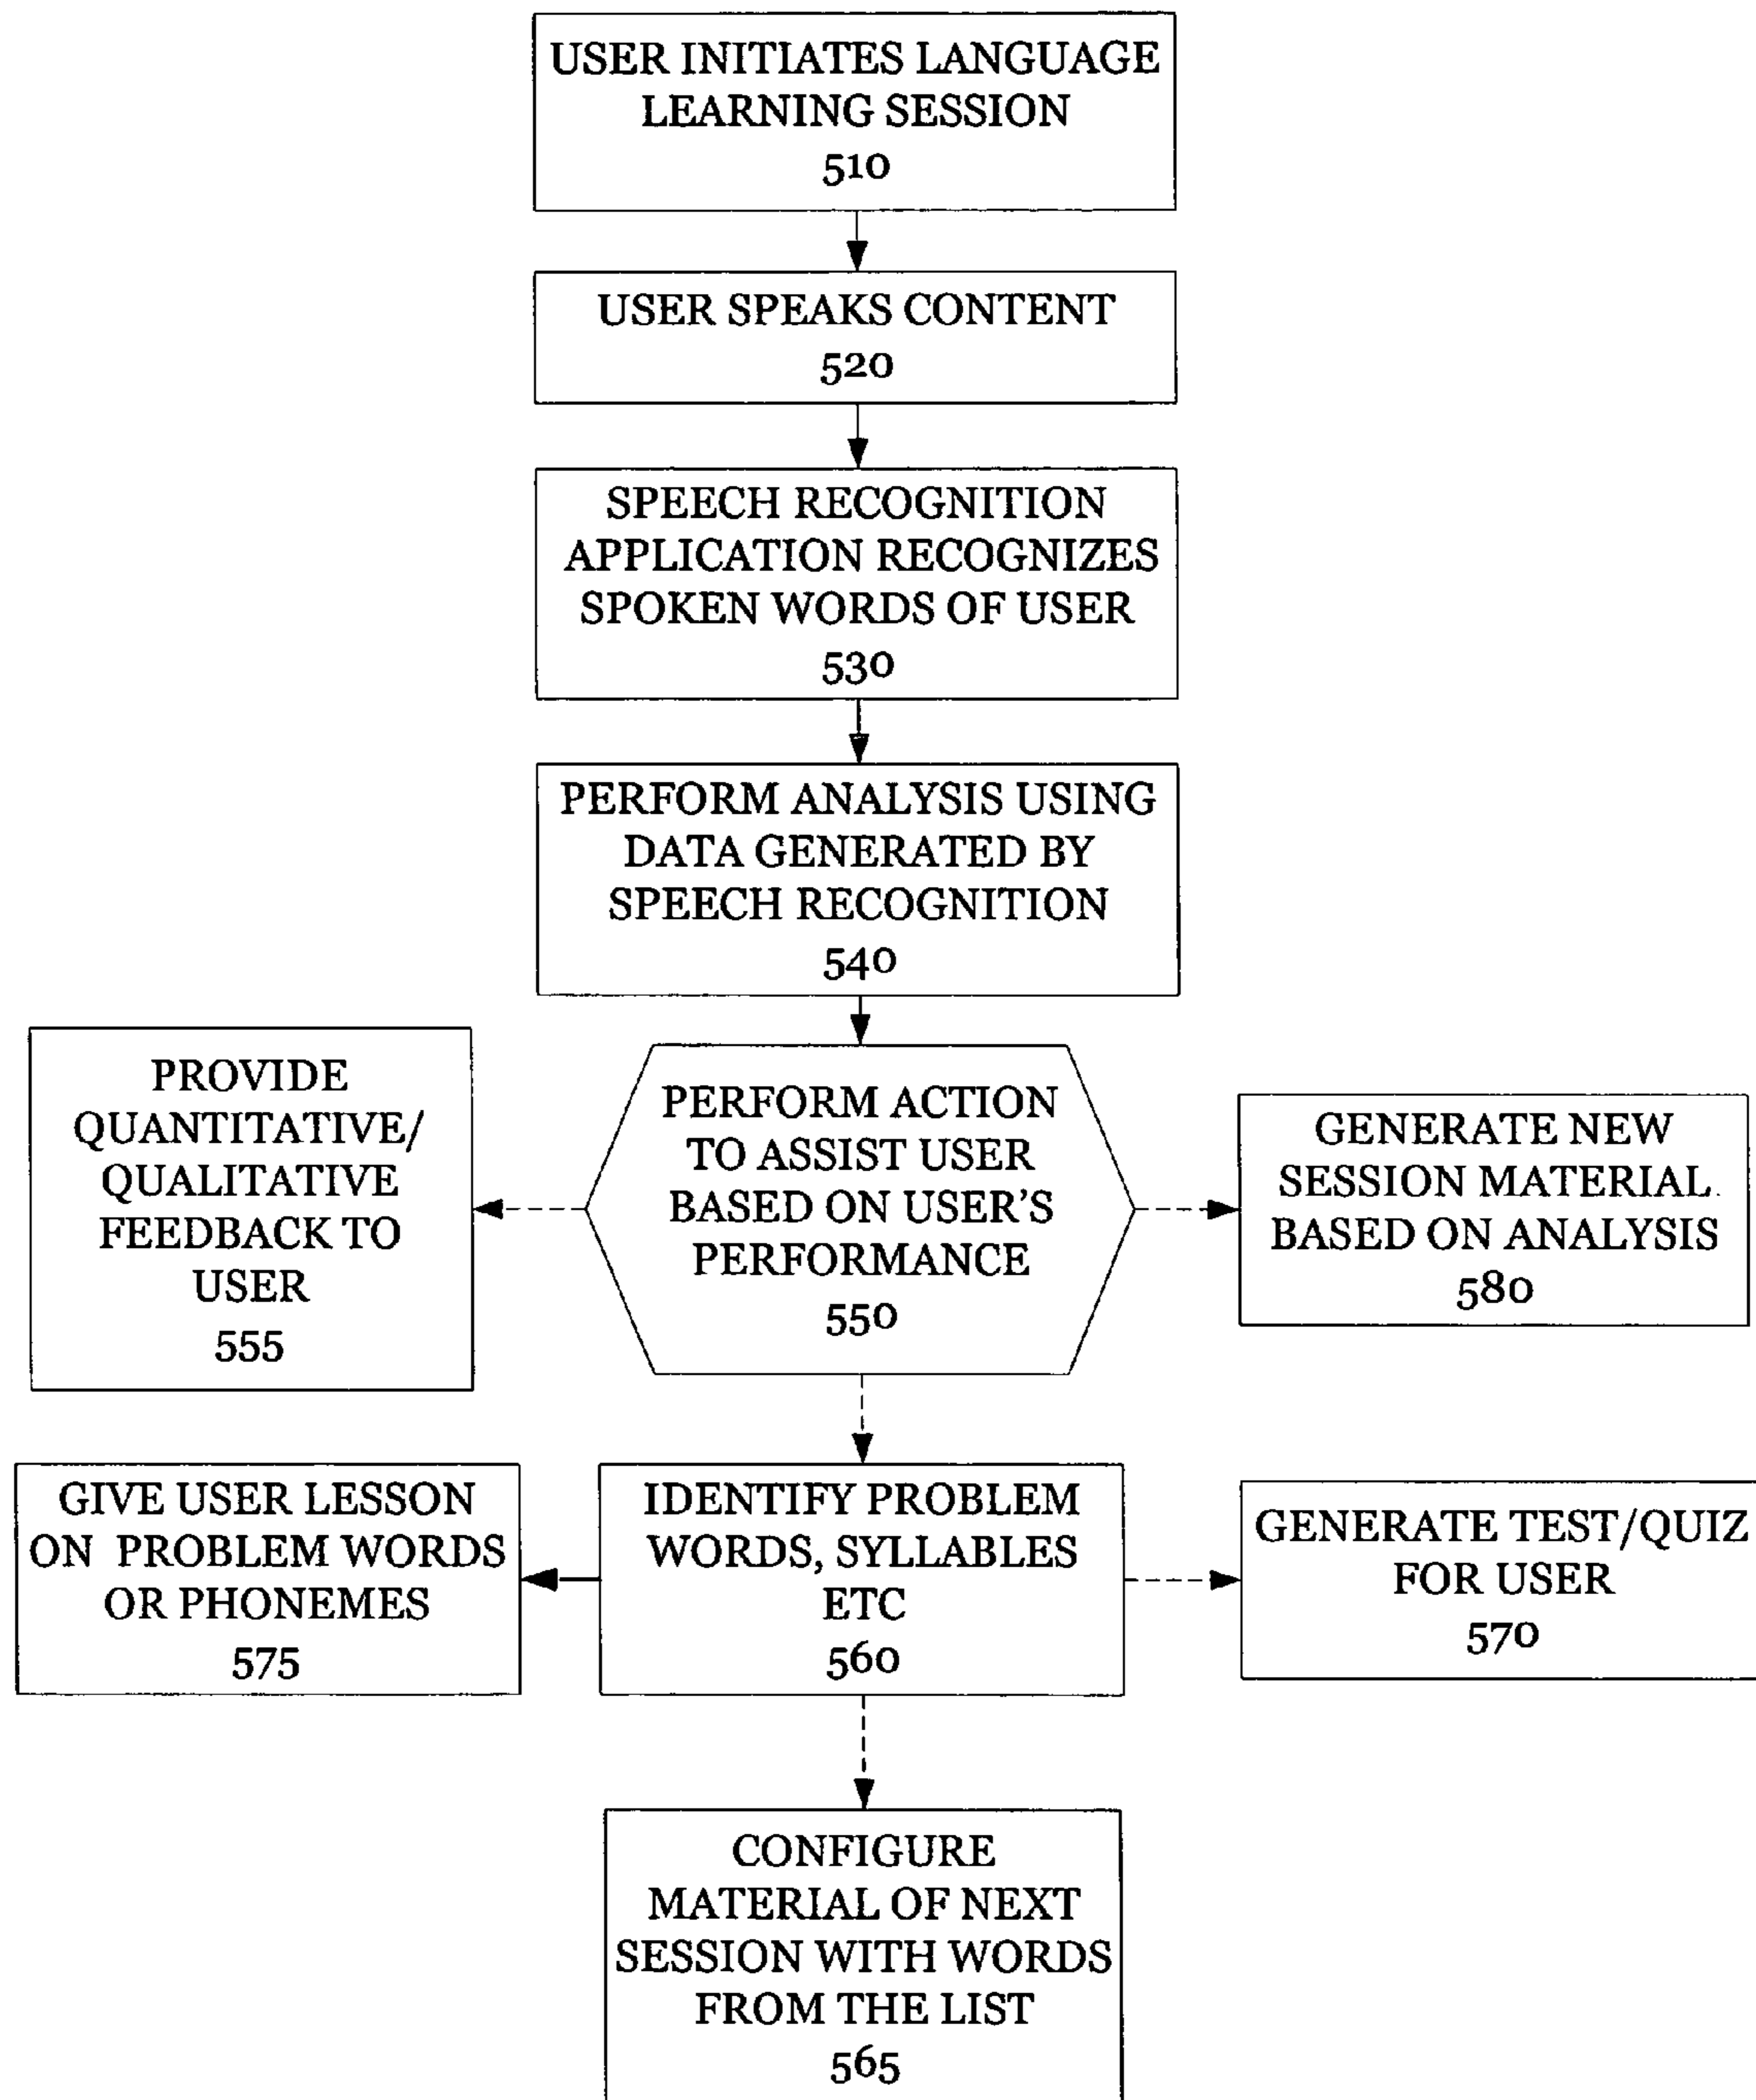 USER INITIATES LANGUAGE
LEARNING SESSION
510
USER SPEAKS CONTENT
520
SPEECH RECOGNITION
APPLICATION RECOGNIZES
SPOKEN WORDS OF USER
530
PERFORM ANALYSIS USING
DATA GENERATED BY
SPEECH RECOGNITION
540
PROVIDE
QUANTITATIVE/
QUALITATIVE
FEEDBACK TO
USER
555
PERFORM ACTION
TO ASSIST USER
BASED ON USER'S
PERFORMANCE
550
GENERATE NEW
SESSION MATERIAL
BASED ON ANALYSIS
580
GIVE USER LESSON
ON PROBLEM WORDS
OR PHONEMES
575
IDENTIFY PROBLEM
WORDS, SYLLABLES
ETC
560
GENERATE TEST/QUIZ
FOR USER
570
CONFIGURE
MATERIAL OF NEXT
SESSION WITH WORDS
FROM THE LIST
565